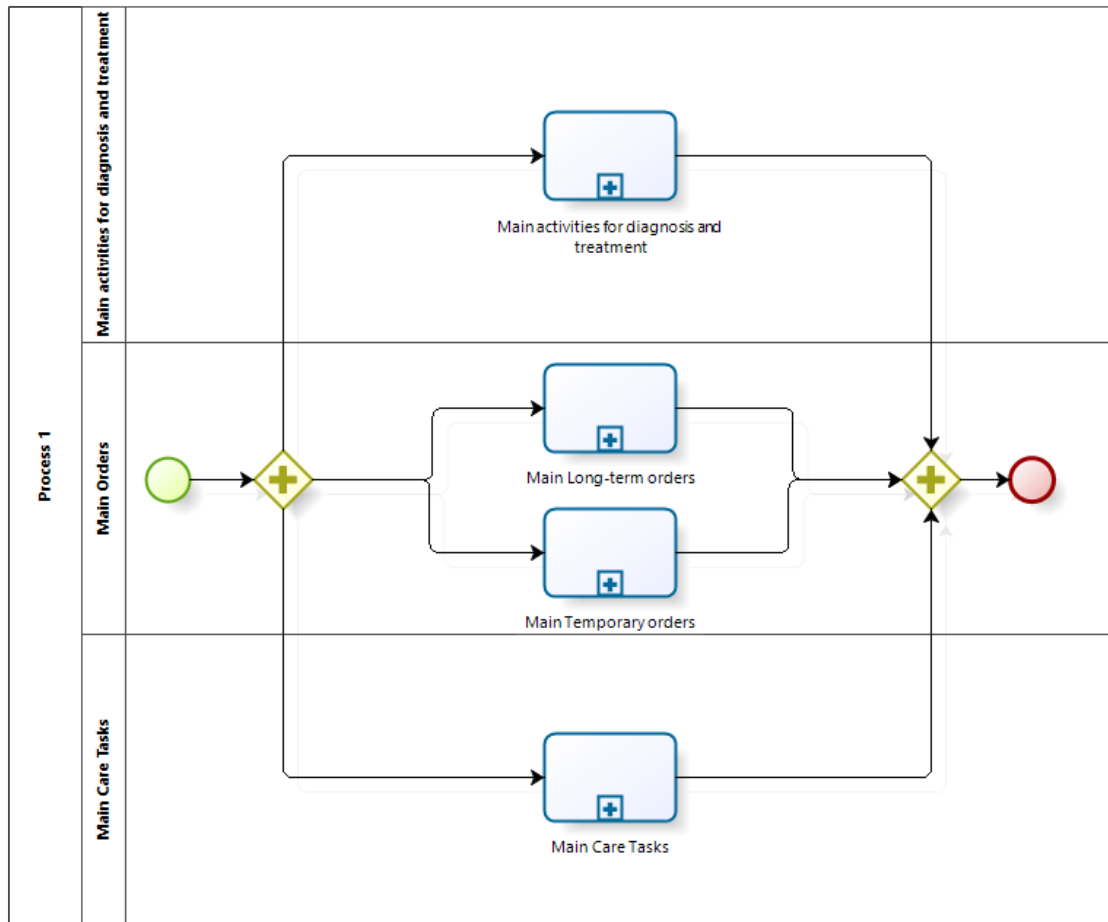 Process 1
Main activities for diagnosis and treatment
Main activities for diagnosis and
treatment
Main Orders
Main Long-term orders
Main Temporary orders
Main Care Tasks
Main Care Tasks